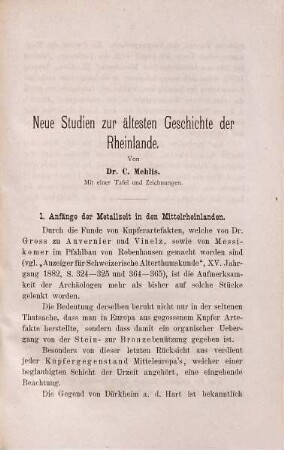 Neue Studien zur ältesten Geschichte der
Rheinlande.
Von
Dr. C. Mehlis.
Mit einer Tafel und Zeichnungen.
1. Anfänge der Metallzeit in den Mittelrheinlanden.
Durch die Funde von Kupferartefakten, welche von Dr.
Gross zu Anvernier und Vinelz, sowie von Messi-
komer im Pfahlbau von Robenhausen gemacht worden sind
(vgl. „Anzeiger für Schweizerische Alterthumskunde“, XV. Jahr-
gang 1882, S. 324—325 und 364—365), ist die Aufmerksam-
keit der Archäologen mehr als bisher auf solche Stücke
gelenkt worden.
Die Bedeutung derselben beruht nicht nur in der seltenen
Thatsache, dass man in Europa aus gegossenem Kupfer Arte-
fakte herstellte, sondern dass damit ein organischer Ueber-
gang von der Stein- zur Bronzebenützung gegeben ist.
Besonders von dieser letzten Rücksicht aus verdient
jeder Kupfergegenstand Mitteleuropa's, welcher einer
beglaubigten Schicht der Urzeit angehört, eine eingehende
Beachtung.
Die Gegend von Dürkheim a. d. Hart ist bekanntlich